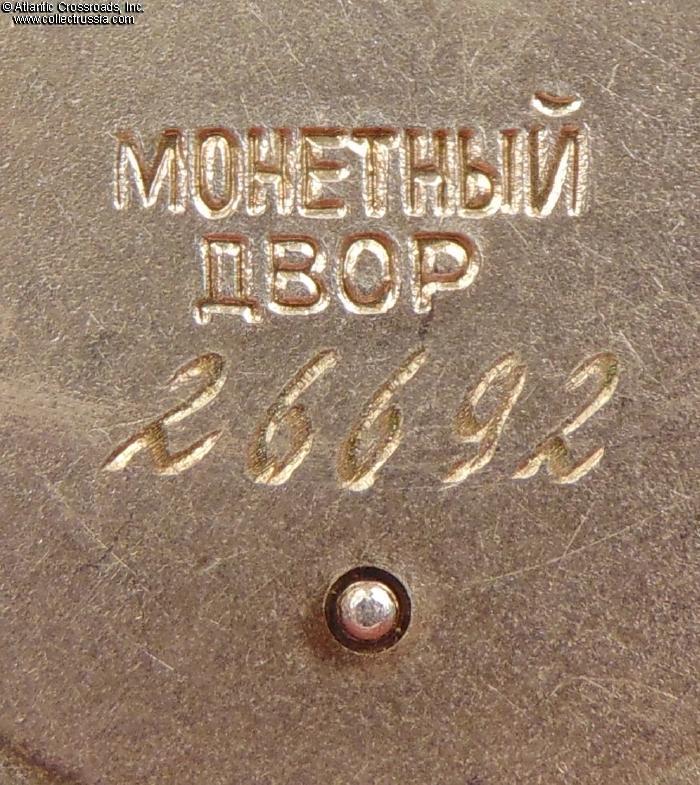 © Atlantic Crossroads, Inc.
www.collectrussia.com
МОНЕТНЫЙ
ДВОР
26692